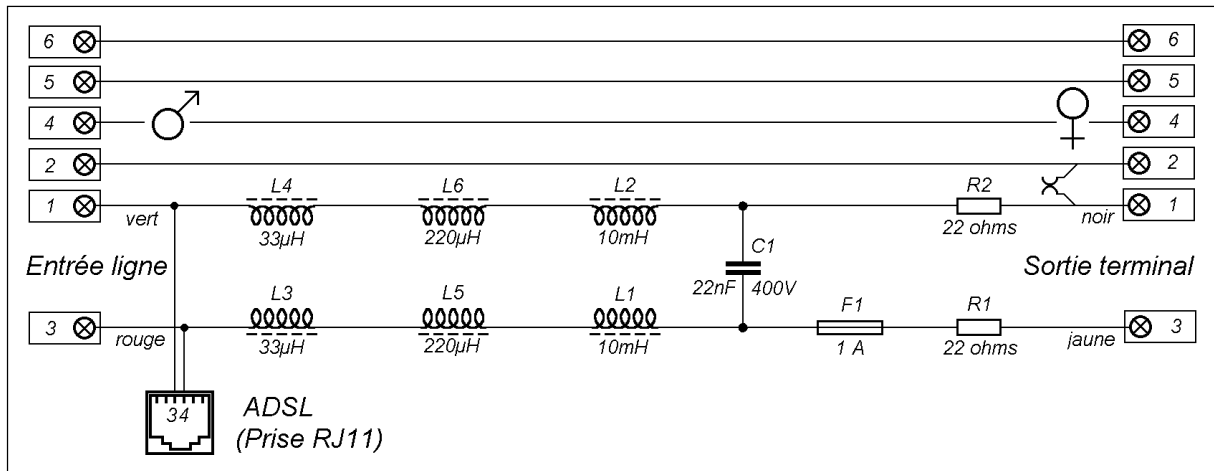 6 6
5 5
4 4
2 2
L4 L6 L2 R2
1 1
vert noir
33µH 220µH 10mH 22 ohms
C1
Entrée ligne Sortie terminal
22nF 400V
L3 L5 L1 F1 R1
3 3
rouge jaune
33µH 220µH 10mH 1 A 22 ohms
34 ADSL
(Prise RJ11)